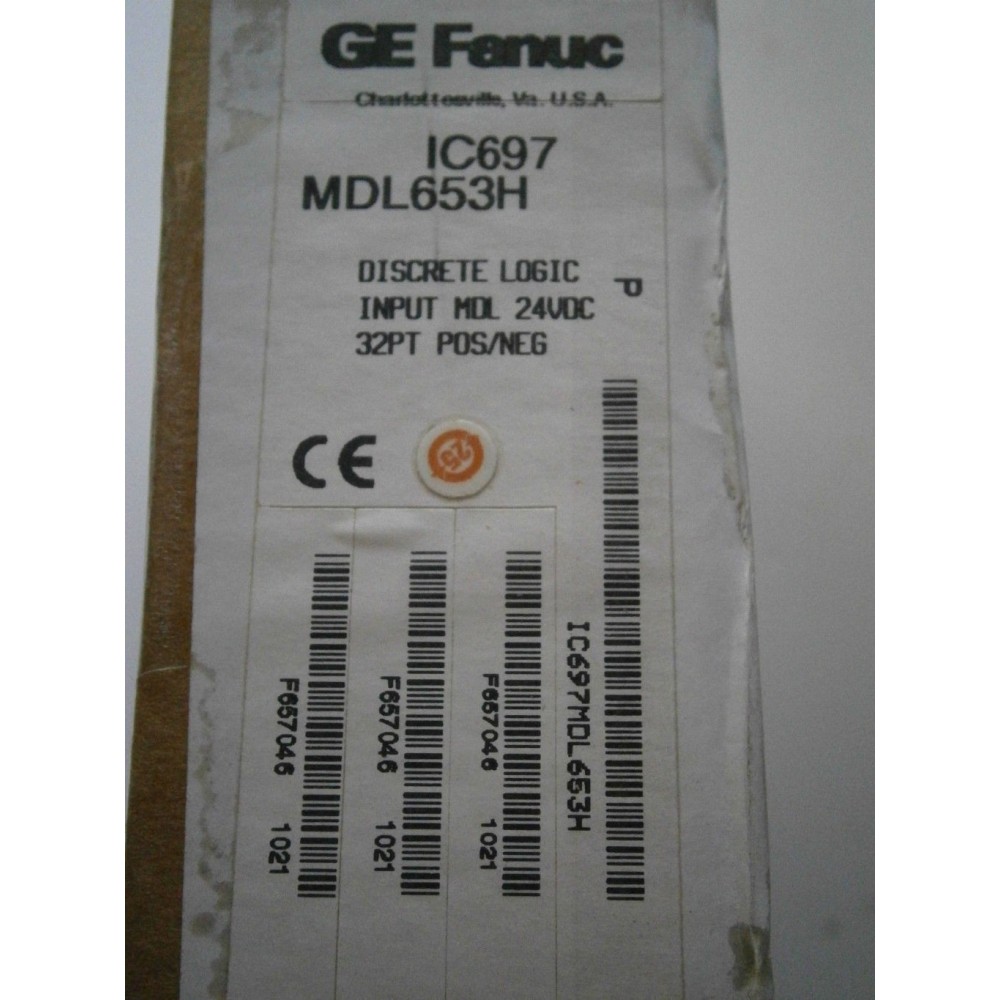 GE Fanuc
Charlottesville, Va. U.S.A.
IC697
MDL653H
DISCRETE LOGIC
INPUT MDL 24VDC
32PT POS/NEG
P
CE
25
IC697MDL653H
F657046 1021
F657046 1021
F657046 1021